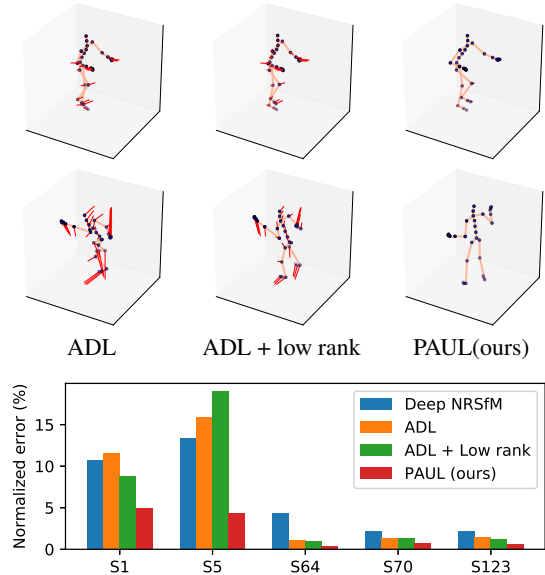 ADL ADL + low rank PAUL(ours)
Normalized error (%)
15
10
5
0
Deep NRSfM
ADL
ADL + Low rank
PAUL (ours)
S1 S5 S64 S70 S123